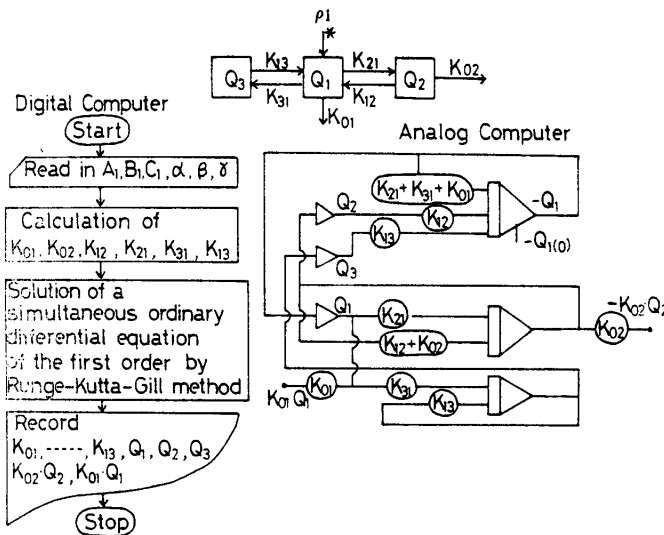 ρ1
K13
K21
Q3
Q1
Q2
K02
K31
K12
K01
Digital Computer
Start
Read in A1,B1,C1,α,β,γ
Calculation of
K01,K02,K12,K21,K31,K13
Solution of a
simultaneous ordinary
differential equation
of the first order by
Runge-Kutta-Gill method
Record
K01,-----,K13,Q1,Q2,Q3
K02·Q2,K01·Q1
Stop
Analog Computer
K21+K31+K01
-Q1
Q2
K12
K13
-Q1(0)
Q3
Q1
K21
-K02·Q2
K02
K12+K02
K01
K31
K01·Q1
K13